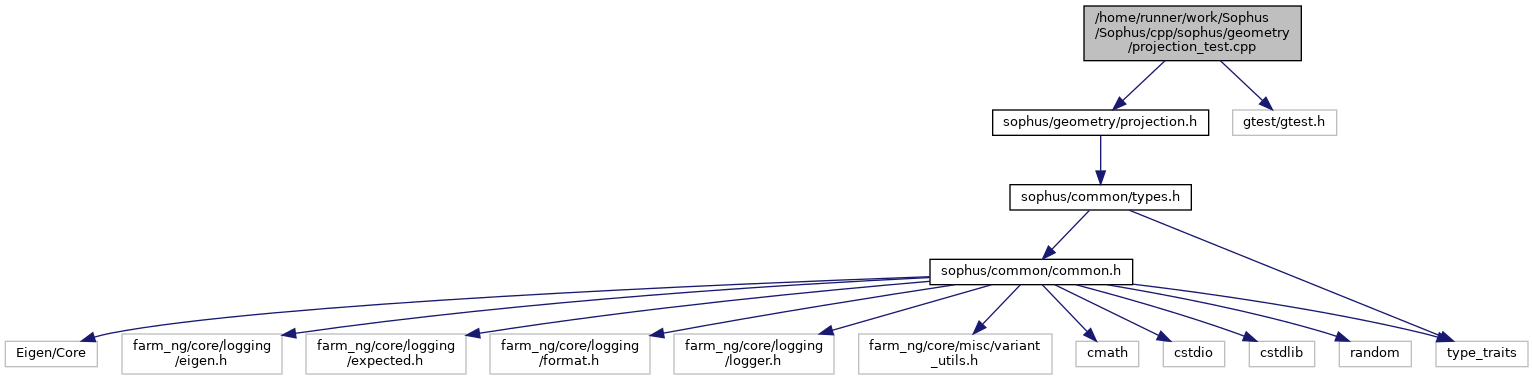 /home/runner/work/Sophus
/Sophus/cpp/sophus/geometry
/projection_test.cpp
sophus/geometry/projection.h
gtest/gtest.h
sophus/common/types.h
sophus/common/common.h
Eigen/Core
farm_ng/core/logging
/eigen.h
farm_ng/core/logging
/expected.h
farm_ng/core/logging
/format.h
farm_ng/core/logging
/logger.h
farm_ng/core/misc/variant
_utils.h
cmath
cstdio
cstdlib
random
type_traits